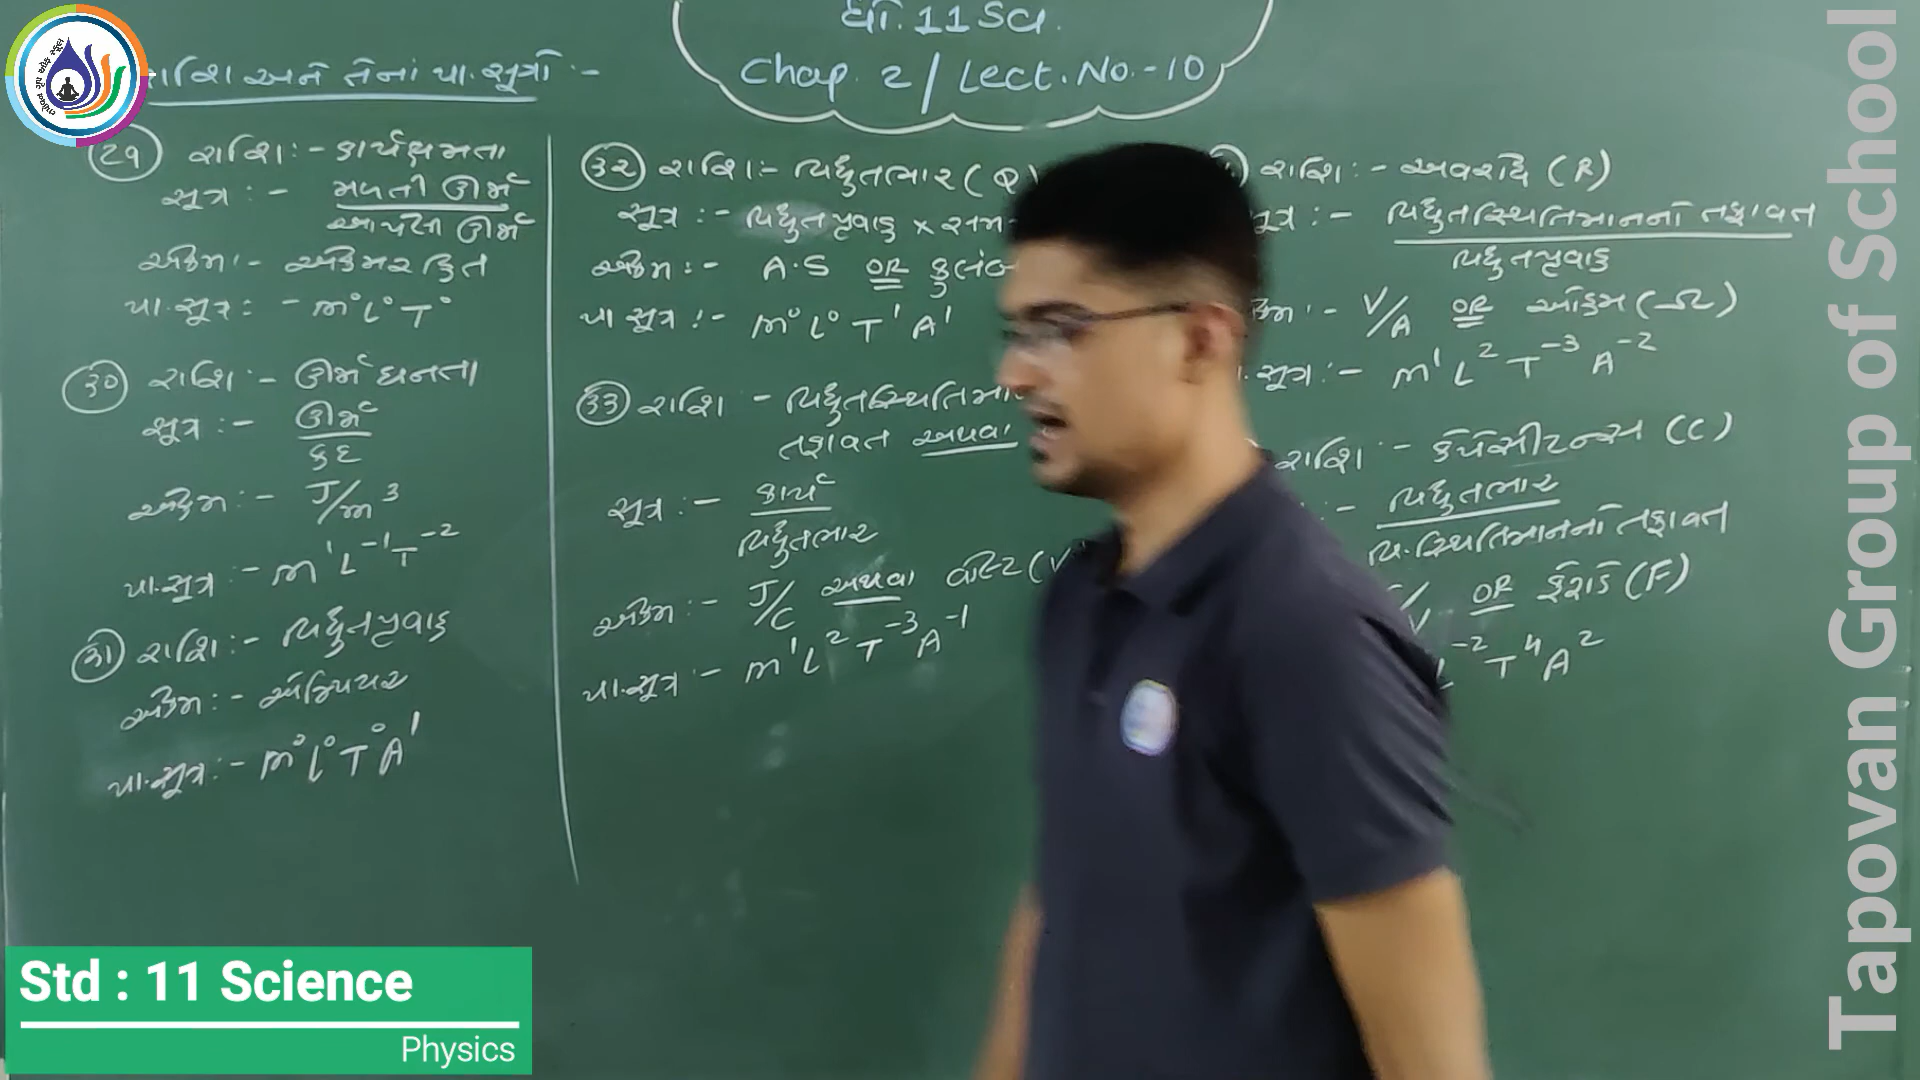 ધો. 11 Sci.
Chap. 2 / Lect. No.-10
રાશિ અને તેનાં પા.સૂત્રો :-
(29) રાશિ :- કાર્યક્ષમતા
સૂત્ર :- મળતી ઊર્જા
આપેલી ઊર્જા
એકમ :- એકમરહિત
પા.સૂત્ર :- M⁰L⁰T⁰
(30) રાશિ :- ઊર્જા ઘનતા
સૂત્ર :- ઊર્જા
કદ
એકમ :- J/m³
પા.સૂત્ર :- M¹L⁻¹T⁻²
(31) રાશિ :- વિદ્યુતપ્રવાહ
એકમ :- એમ્પિયર
પા.સૂત્ર :- M⁰L⁰T⁰A¹
(32) રાશિ :- વિદ્યુતભાર (Q)
સૂત્ર :- વિદ્યુતપ્રવાહ ×
એકમ :- A·S OR
પા.સૂત્ર :- M⁰L⁰T¹A¹
(33) રાશિ :-
તફાવત અથવા
સૂત્ર :- કાર્ય
વિદ્યુતભાર
એકમ :- J/C અથવા વોલ્ટ (V
પા.સૂત્ર :- M¹L²T⁻³A⁻¹
રાશિ :- અવરોધ (R)
સૂત્ર :- વિદ્યુતસ્થિતિમાનનો તફાવત
વિદ્યુતપ્રવાહ
:- V/A OR ઓહમ (Ω)
સૂત્ર :- M¹L²T⁻³A⁻²
રાશિ :- કેપેસીટન્સ (C)
:- વિદ્યુતભાર
વિ.સ્થિતિમાનનો તફાવત
/V OR ફેરાડે (F)
L⁻²T⁴A²
Std : 11 Science
Physics
Tapovan Group of School